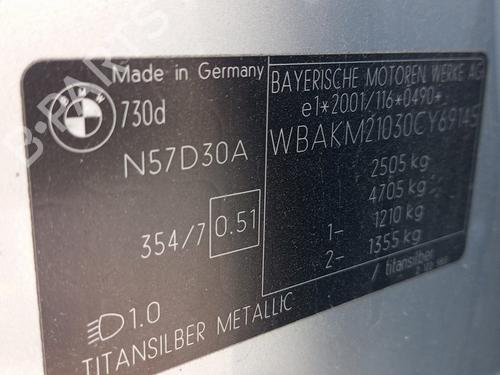 Made in Germany
BMW
730d
N57D30A
354/7 0.51
1.0
TITANSILBER METALLIC
BAYERISCHE MOTOREN WERKE AG
e1*2001/116*0490*
WBAKM21030CY69145
2505 kg
4705 kg
1- 1210 kg
2- 1355 kg
/ titansilber